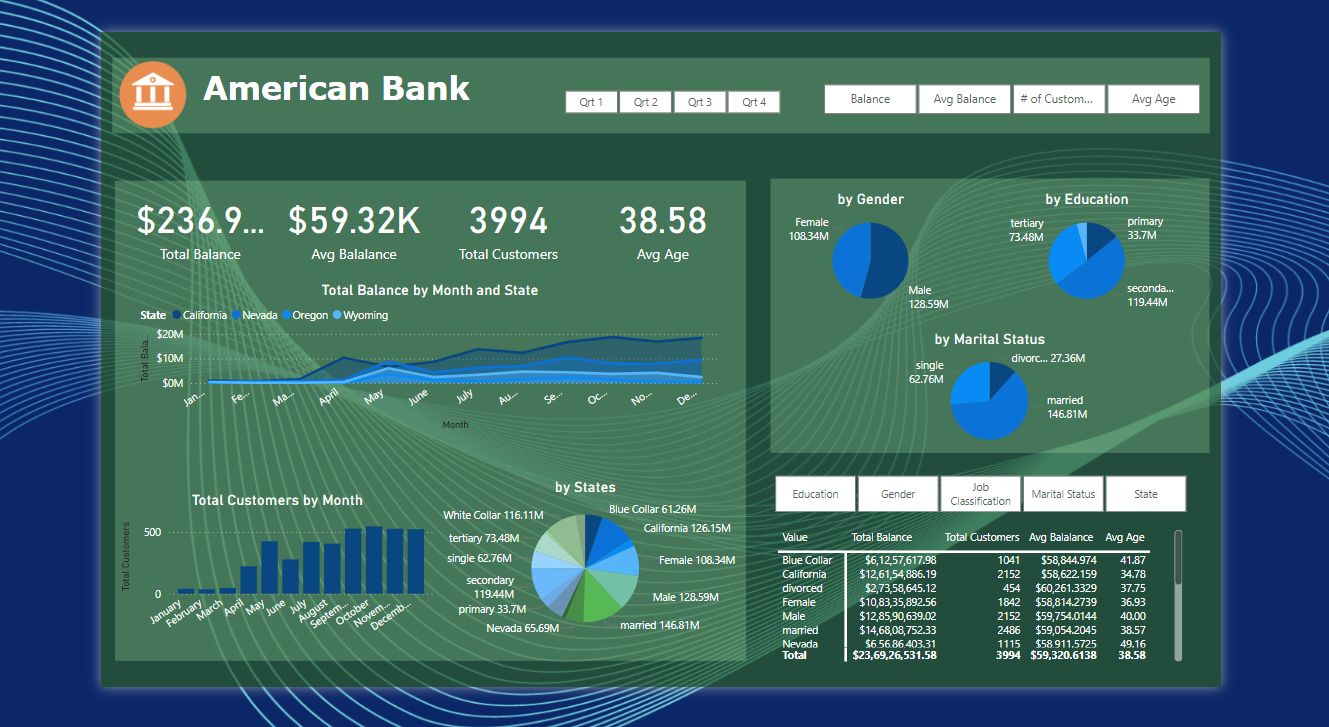 American Bank
Qrt 1 Qrt 2 Qrt 3 Qrt 4
Balance Avg Balance # of Custom... Avg Age
$236.9... $59.32K 3994 38.58
Total Balance Avg Balalance Total Customers Avg Age
Total Balance by Month and State
State California Nevada Oregon Wyoming
Total Bala...
$20M
$10M
$0M
Jan... Fe... Ma... April May June July Au... Se... Oc... No... De...
Month
Total Customers by Month
Total Customers
500
0
January February March April May June July August Septem... October Novem... Decemb...
by States
White Collar 116.11M
Blue Collar 61.26M
tertiary 73.48M
California 126.15M
single 62.76M
Female 108.34M
secondary
119.44M
primary 33.7M
Male 128.59M
Nevada 65.69M
married 146.81M
by Gender
Female
108.34M
Male
128.59M
by Education
tertiary
73.48M
primary
33.7M
seconda...
119.44M
by Marital Status
divorc... 27.36M
single
62.76M
married
146.81M
Education Gender Job Classification Marital Status State
Value Total Balance Total Customers Avg Balalance Avg Age
Blue Collar $6,12,57,617.98 1041 $58,844.974 41.87
California $12,61,54,886.19 2152 $58,622.159 34.78
divorced $2,73,58,645.12 454 $60,261.3329 37.75
Female $10,83,35,892.56 1842 $58,814.2739 36.93
Male $12,85,90,639.02 2152 $59,754.0144 40.00
married $14,68,08,752.33 2486 $59,054.2045 38.57
Nevada $6,56,86,403.31 1115 $58,911.5725 49.16
Total $23,69,26,531.58 3994 $59,320.6138 38.58